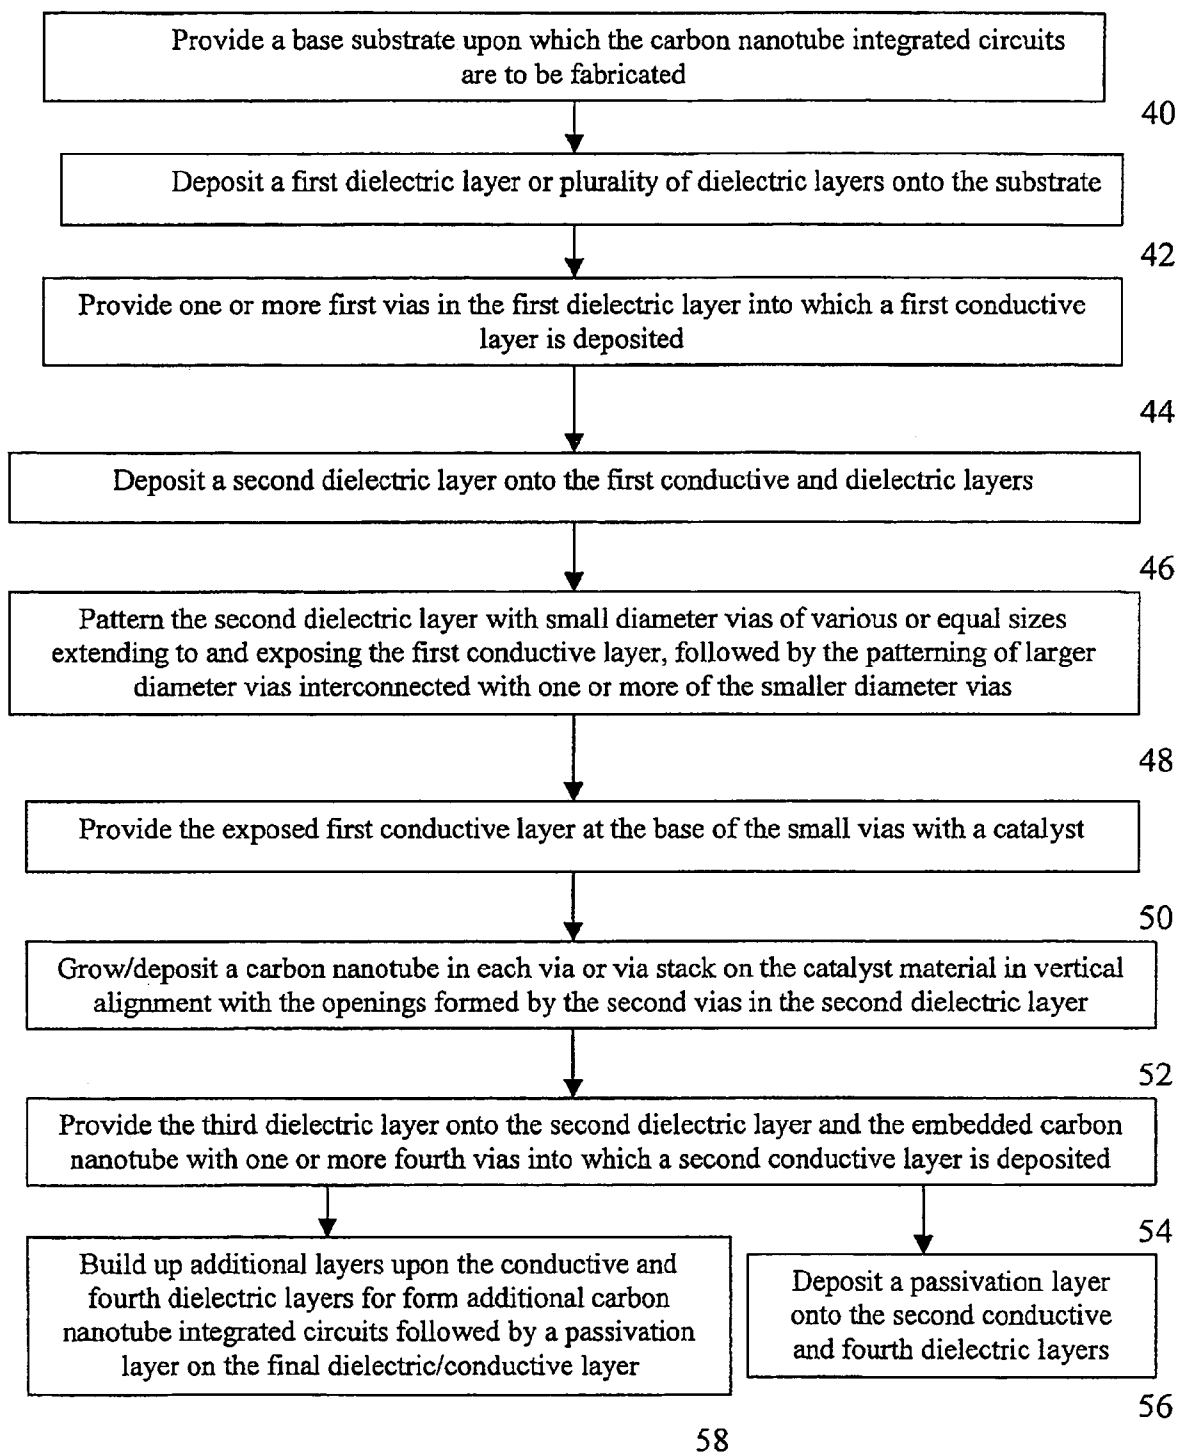 Provide a base substrate upon which the carbon nanotube integrated circuits
are to be fabricated
40
Deposit a first dielectric layer or plurality of dielectric layers onto the substrate
42
Provide one or more first vias in the first dielectric layer into which a first conductive
layer is deposited
44
Deposit a second dielectric layer onto the first conductive and dielectric layers
46
Pattern the second dielectric layer with small diameter vias of various or equal sizes
extending to and exposing the first conductive layer, followed by the patterning of larger
diameter vias interconnected with one or more of the smaller diameter vias
48
Provide the exposed first conductive layer at the base of the small vias with a catalyst
50
Grow/deposit a carbon nanotube in each via or via stack on the catalyst material in vertical
alignment with the openings formed by the second vias in the second dielectric layer
52
Provide the third dielectric layer onto the second dielectric layer and the embedded carbon
nanotube with one or more fourth vias into which a second conductive layer is deposited
54
Build up additional layers upon the conductive and
fourth dielectric layers for form additional carbon
nanotube integrated circuits followed by a passivation
layer on the final dielectric/conductive layer
58
Deposit a passivation layer
onto the second conductive
and fourth dielectric layers
56